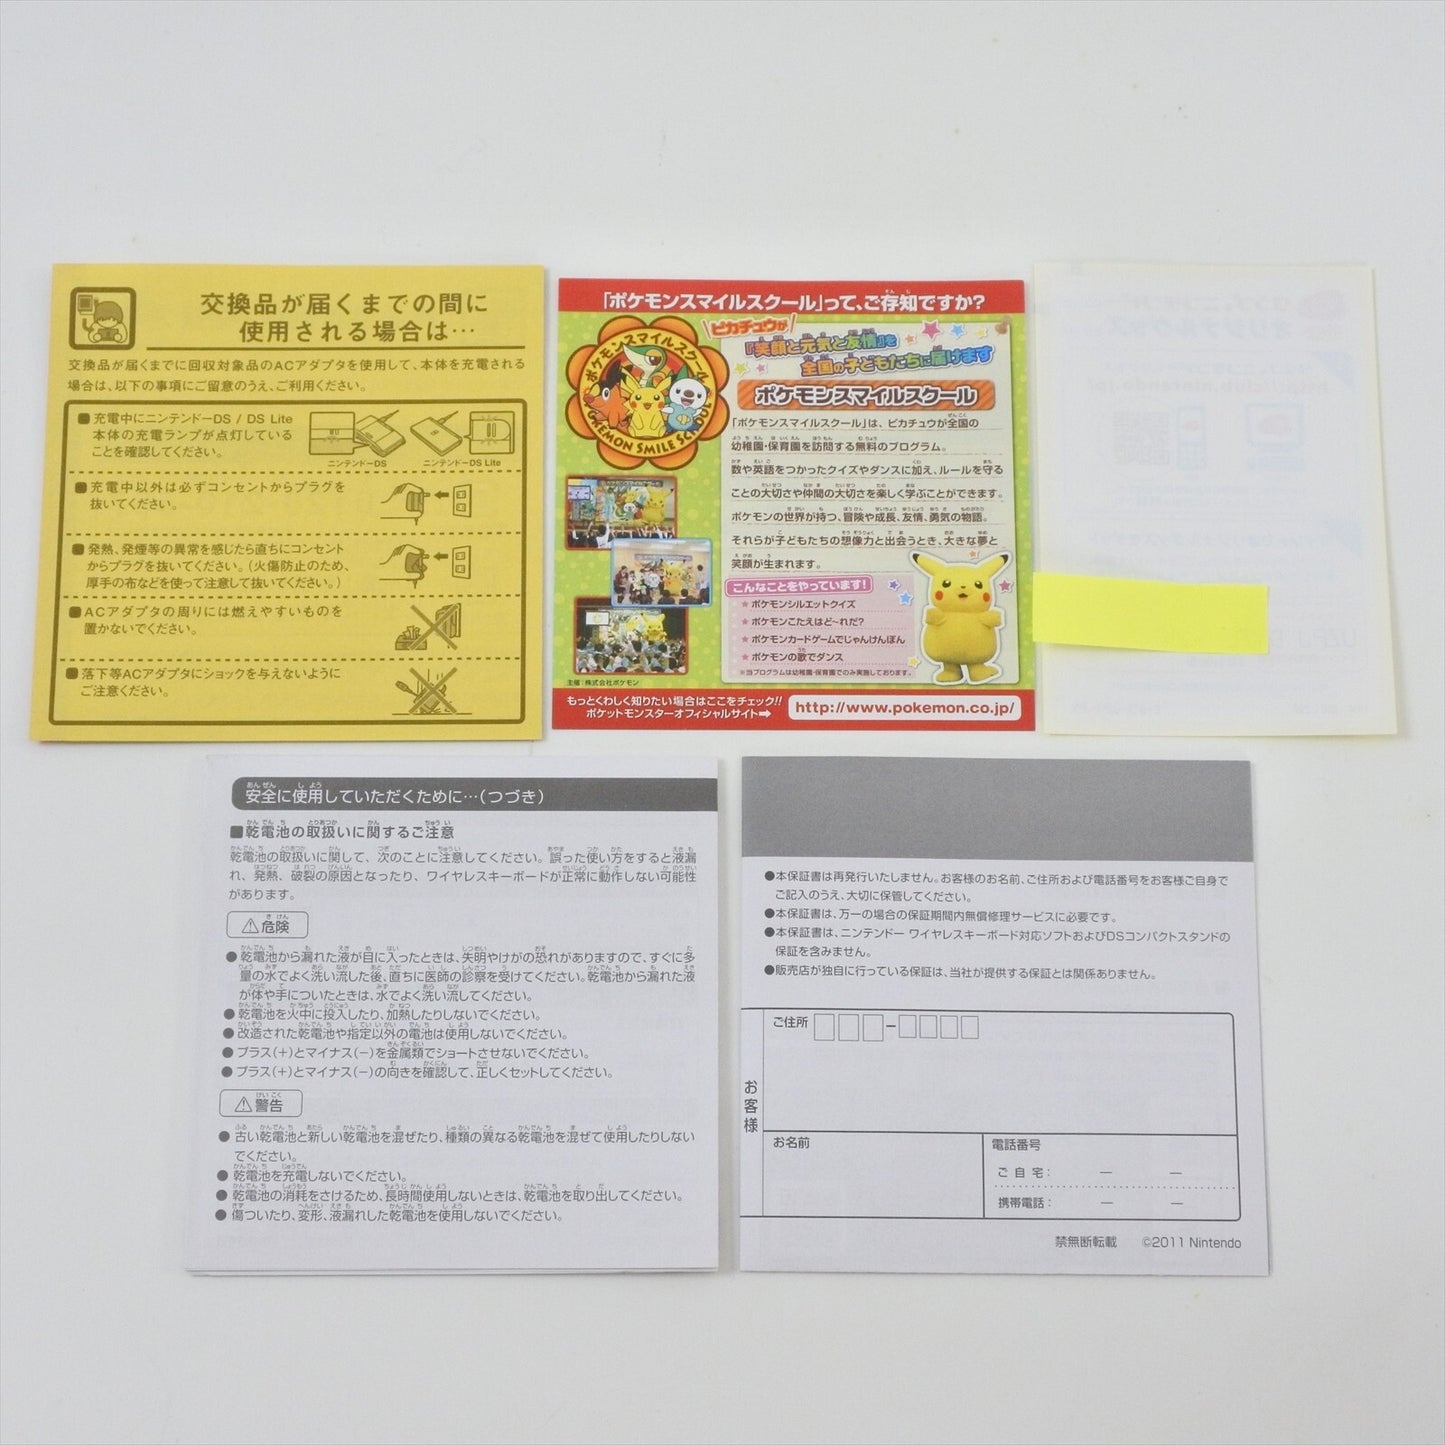 交換品が届くまでの間に
使用される場合は…
交換品が届くまでに回収対象品のACアダプタを使用して、本体を充電される
場合は、以下の事項にご留意のうえ、ご利用ください。
■充電中にニンテンドーDS / DS Lite
本体の充電ランプが点灯している
ことを確認してください。
ニンテンドーDS
ニンテンドーDS Lite
■充電中以外は必ずコンセントからプラグを
抜いてください。
■発熱、発煙等の異常を感じたら直ちにコンセント
からプラグを抜いてください。(火傷防止のため、
厚手の布などを使って注意して抜いてください。)
■ACアダプタの周りには燃えやすいものを
置かないでください。
■落下等ACアダプタにショックを与えないように
ご注意ください。
「ポケモンスマイルスクール」って、ご存知ですか?
ポケモンスマイルスクール
POKÉMON SMILE SCHOOL
ピカチュウが
『笑顔と元気と友情』を
全国の子どもたちに届けます
ポケモンスマイルスクール
「ポケモンスマイルスクール」は、ピカチュウが全国の
幼稚園・保育園を訪問する無料のプログラム。
数や英語をつかったクイズやダンスに加え、ルールを守る
ことの大切さや仲間の大切さを楽しく学ぶことができます。
ポケモンの世界が持つ、冒険や成長、友情、勇気の物語。
それらが子どもたちの想像力と出会うとき、大きな夢と
笑顔が生まれます。
こんなことをやっています!
★ポケモンシルエットクイズ
★ポケモンこたえはど〜れだ?
★ポケモンカードゲームでじゃんけんぽん
★ポケモンの歌でダンス
※当プログラムは幼稚園・保育園でのみ実施しております。
主催:株式会社ポケモン
もっとくわしく知りたい場合はここをチェック!!
ポケットモンスターオフィシャルサイト➡
http://www.pokemon.co.jp/
安全に使用していただくために…(つづき)
■乾電池の取扱いに関するご注意
乾電池の取扱いに関して、次のことに注意してください。誤った使い方をすると液漏
れ、発熱、破裂の原因となったり、ワイヤレスキーボードが正常に動作しない可能性
があります。
⚠危険
●乾電池から漏れた液が目に入ったときは、失明やけがの恐れがありますので、すぐに多
量の水でよく洗い流した後、直ちに医師の診察を受けてください。乾電池から漏れた液
が体や手についたときは、水でよく洗い流してください。
●乾電池を火中に投入したり、加熱したりしないでください。
●改造された乾電池や指定以外の電池は使用しないでください。
●プラス(+)とマイナス(−)を金属類でショートさせないでください。
●プラス(+)とマイナス(−)の向きを確認して、正しくセットしてください。
⚠警告
●古い乾電池と新しい乾電池を混ぜたり、種類の異なる乾電池を混ぜて使用したりしない
でください。
●乾電池を充電しないでください。
●乾電池の消耗をさけるため、長時間使用しないときは、乾電池を取り出してください。
●傷ついたり、変形、液漏れした乾電池を使用しないでください。
●本保証書は再発行いたしません。お客様のお名前、ご住所および電話番号をお客様ご自身で
ご記入のうえ、大切に保管してください。
●本保証書は、万一の場合の保証期間内無償修理サービスに必要です。
●本保証書は、ニンテンドー ワイヤレスキーボード対応ソフトおよびDSコンパクトスタンドの
保証を含みません。
●販売店が独自に行っている保証は、当社が提供する保証とは関係ありません。
お客様
ご住所 □□□−□□□□
お名前
電話番号
ご自宅: — —
携帯電話: — —
禁無断転載 ©2011 Nintendo